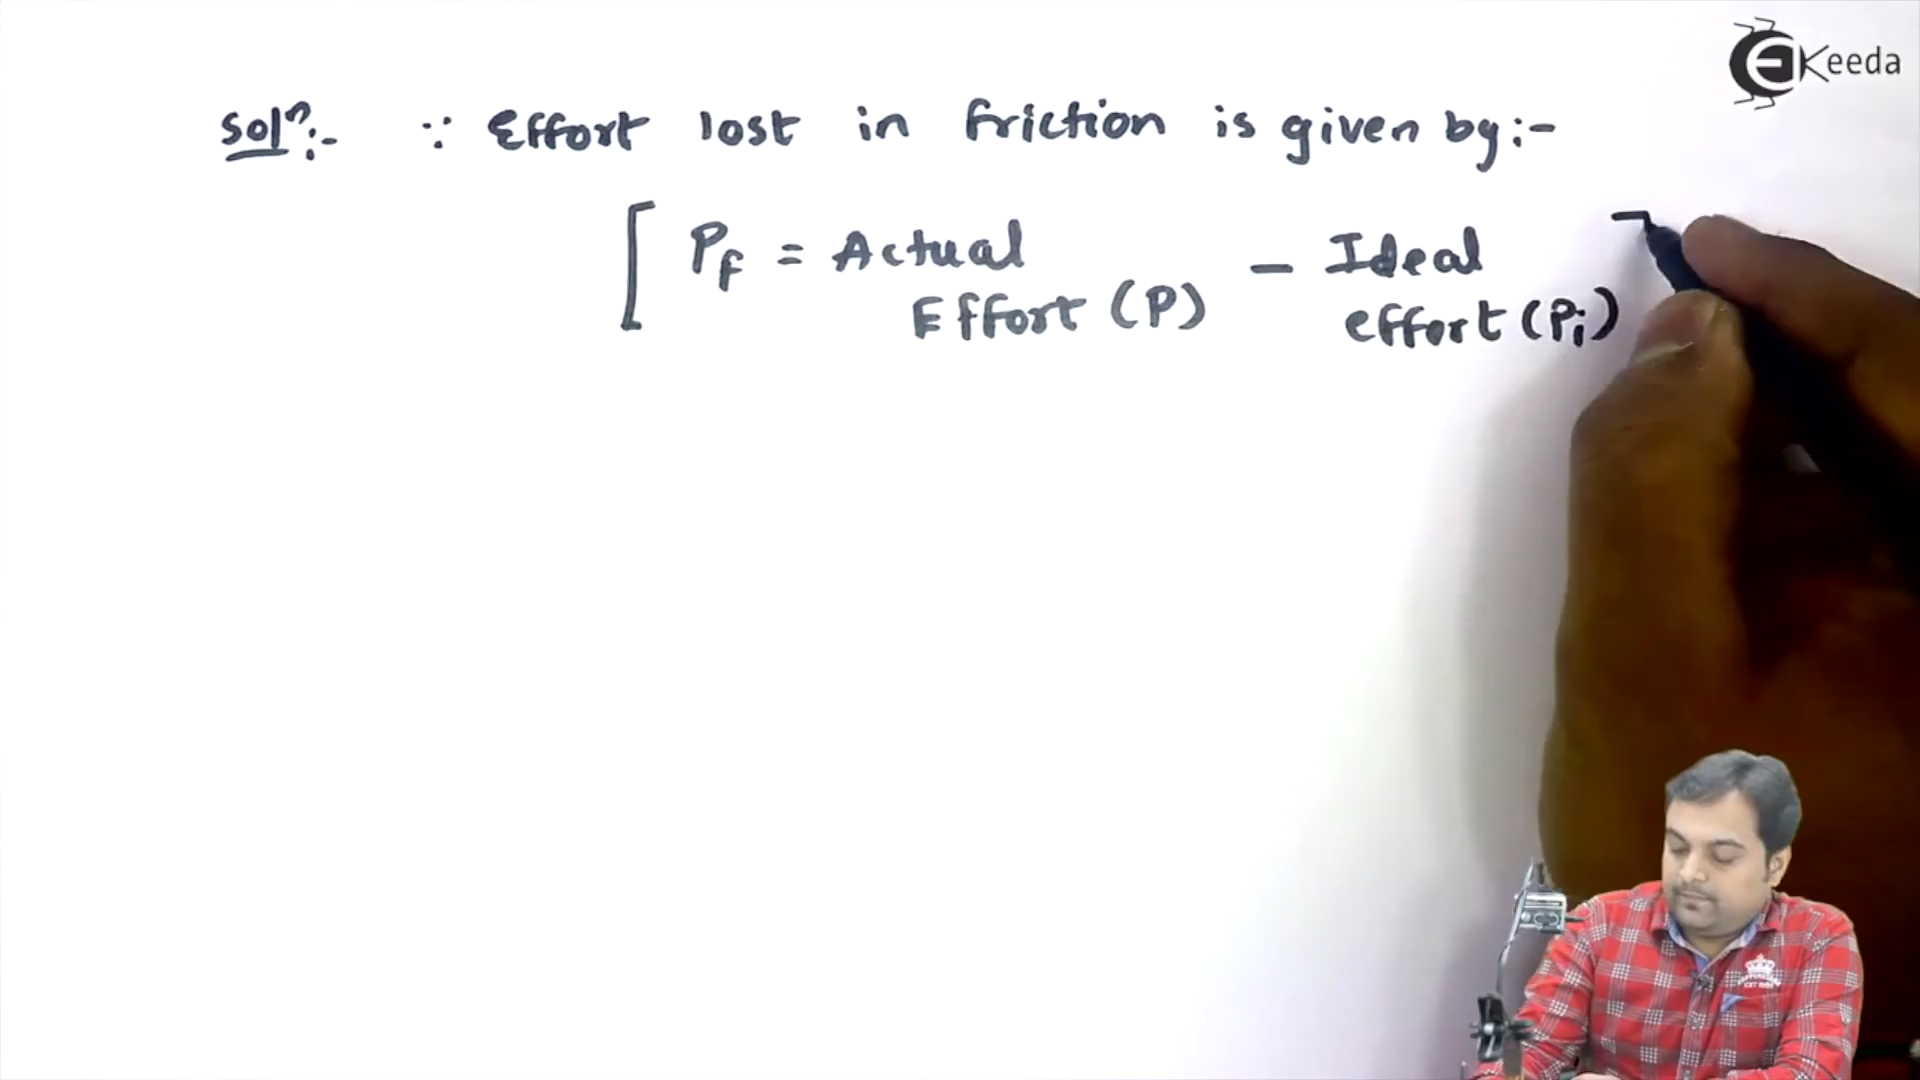 EKeeda
Solⁿ:- ∵ Effort lost in friction is given by:-
[ Pf = Actual Effort (P) - Ideal effort (Pi)